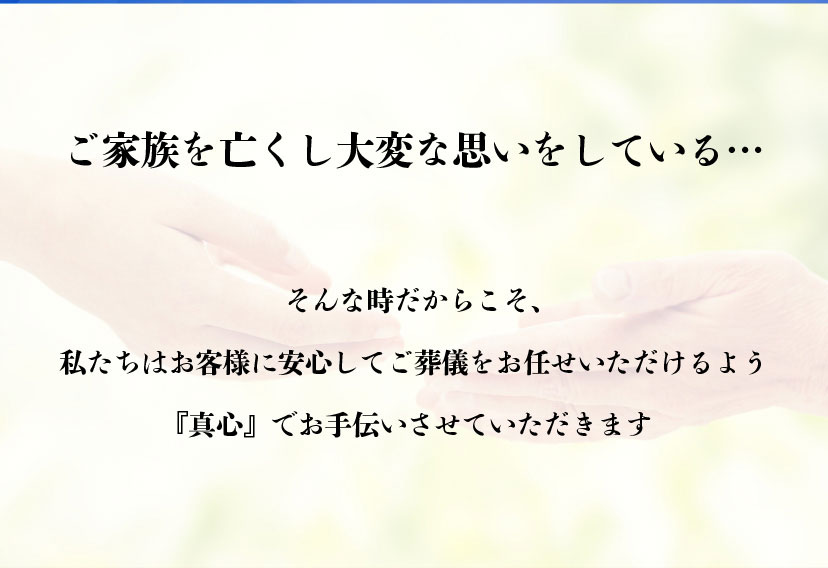 ご家族を亡くし大変な思いをしている…
そんな時だからこそ、
私たちはお客様に安心してご葬儀をお任せいただけるよう
『真心』でお手伝いさせていただきます